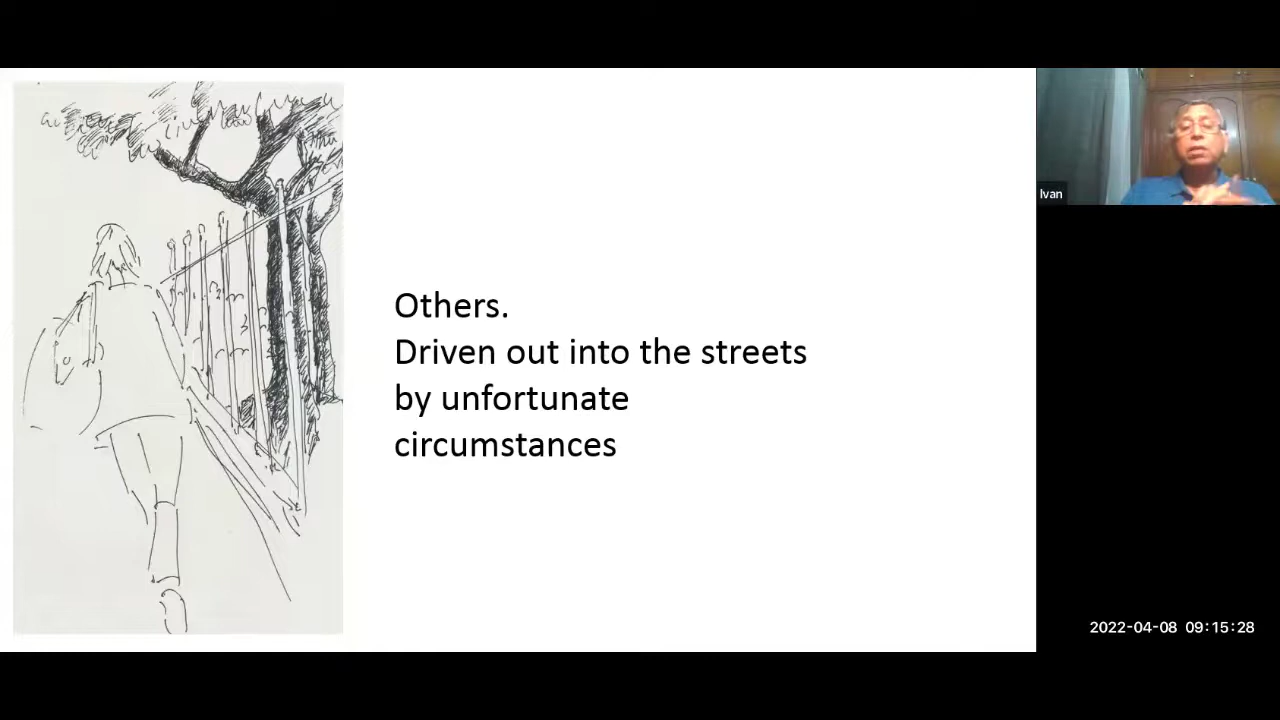 Others.
Driven out into the streets
by unfortunate
circumstances
Ivan
2022-04-08 09:15:28